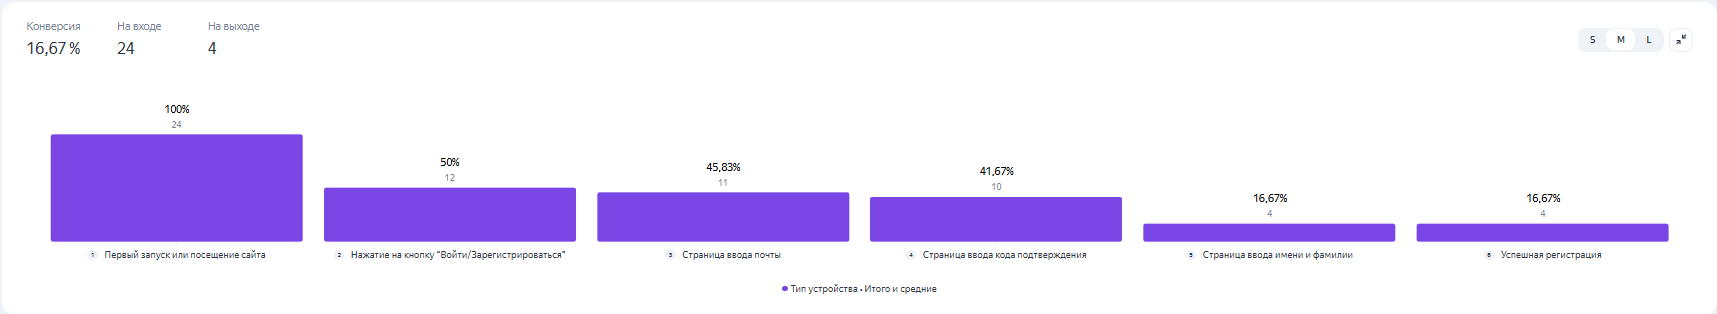 Конверсия На входе На выходе
16,67 % 24 4
S M L
100%
24
50%
12
45,83%
11
41,67%
10
16,67%
4
16,67%
4
1 Первый запуск или посещение сайта
2 Нажатие на кнопку "Войти/Зарегистрироваться"
3 Страница ввода почты
4 Страница ввода кода подтверждения
5 Страница ввода имени и фамилии
6 Успешная регистрация
Тип устройства • Итого и средние